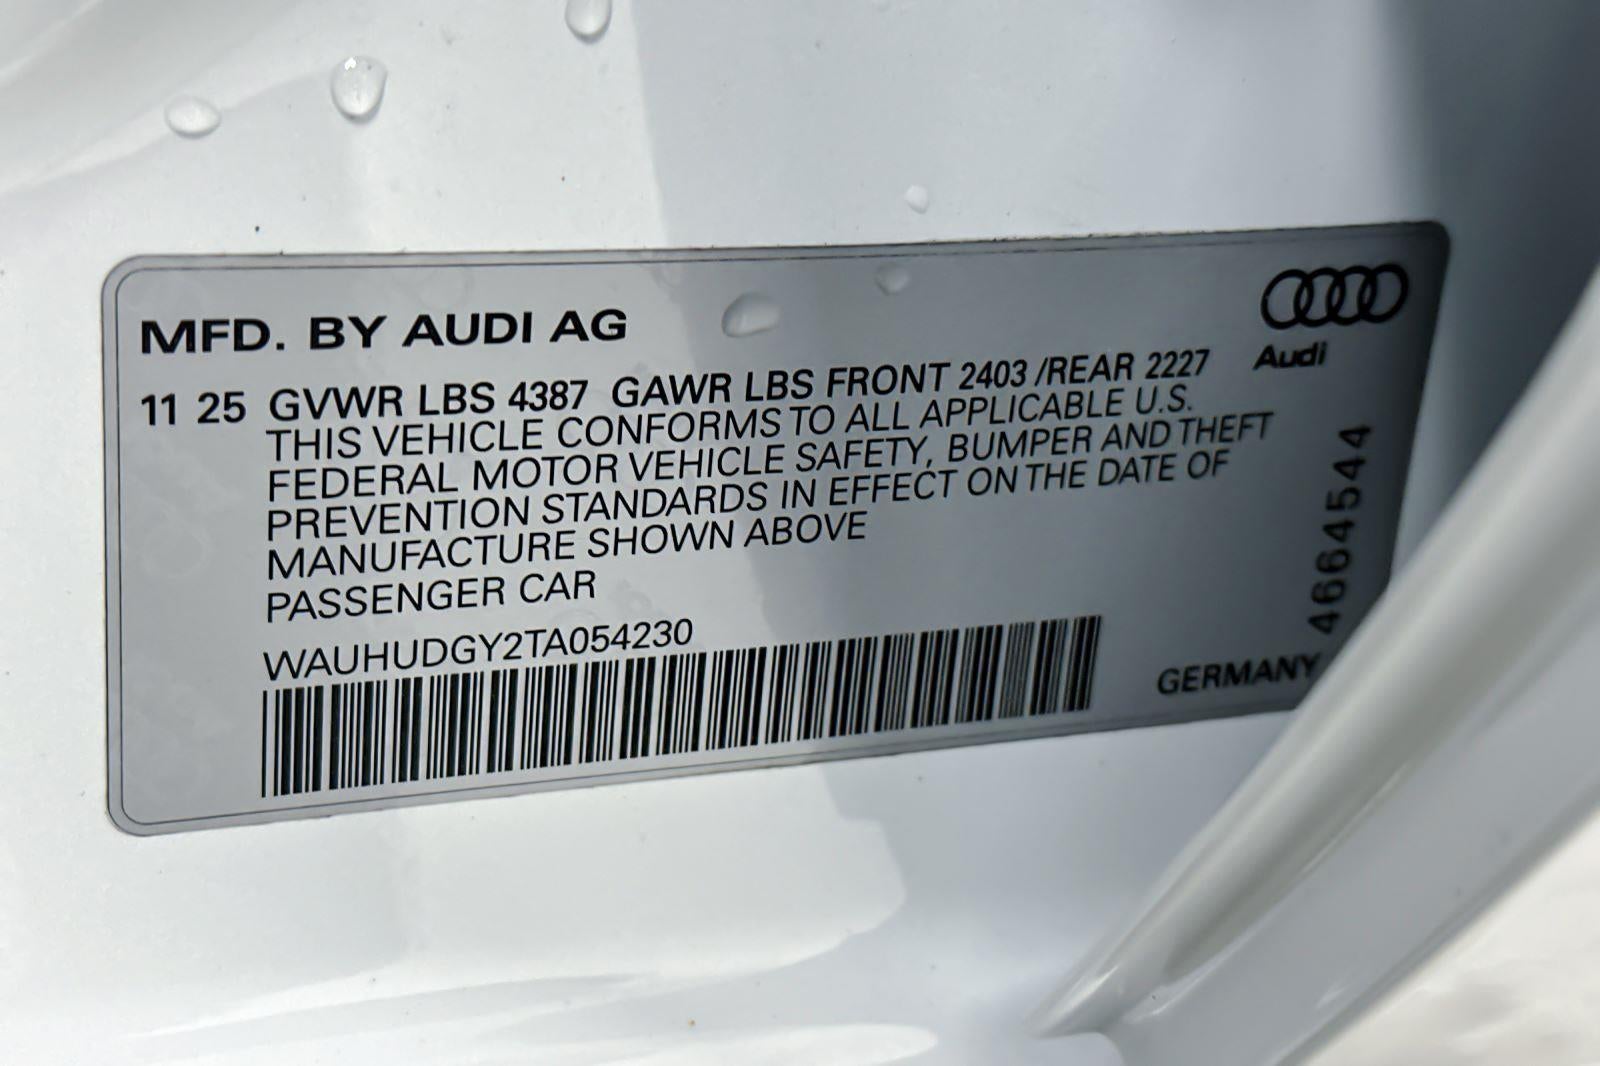 MFD. BY AUDI AG
Audi
11 25 GVWR LBS 4387 GAWR LBS FRONT 2403 /REAR 2227
THIS VEHICLE CONFORMS TO ALL APPLICABLE U.S.
FEDERAL MOTOR VEHICLE SAFETY, BUMPER AND THEFT
PREVENTION STANDARDS IN EFFECT ON THE DATE OF
MANUFACTURE SHOWN ABOVE
PASSENGER CAR
WAUHUDGY2TA054230
GERMANY
4664544